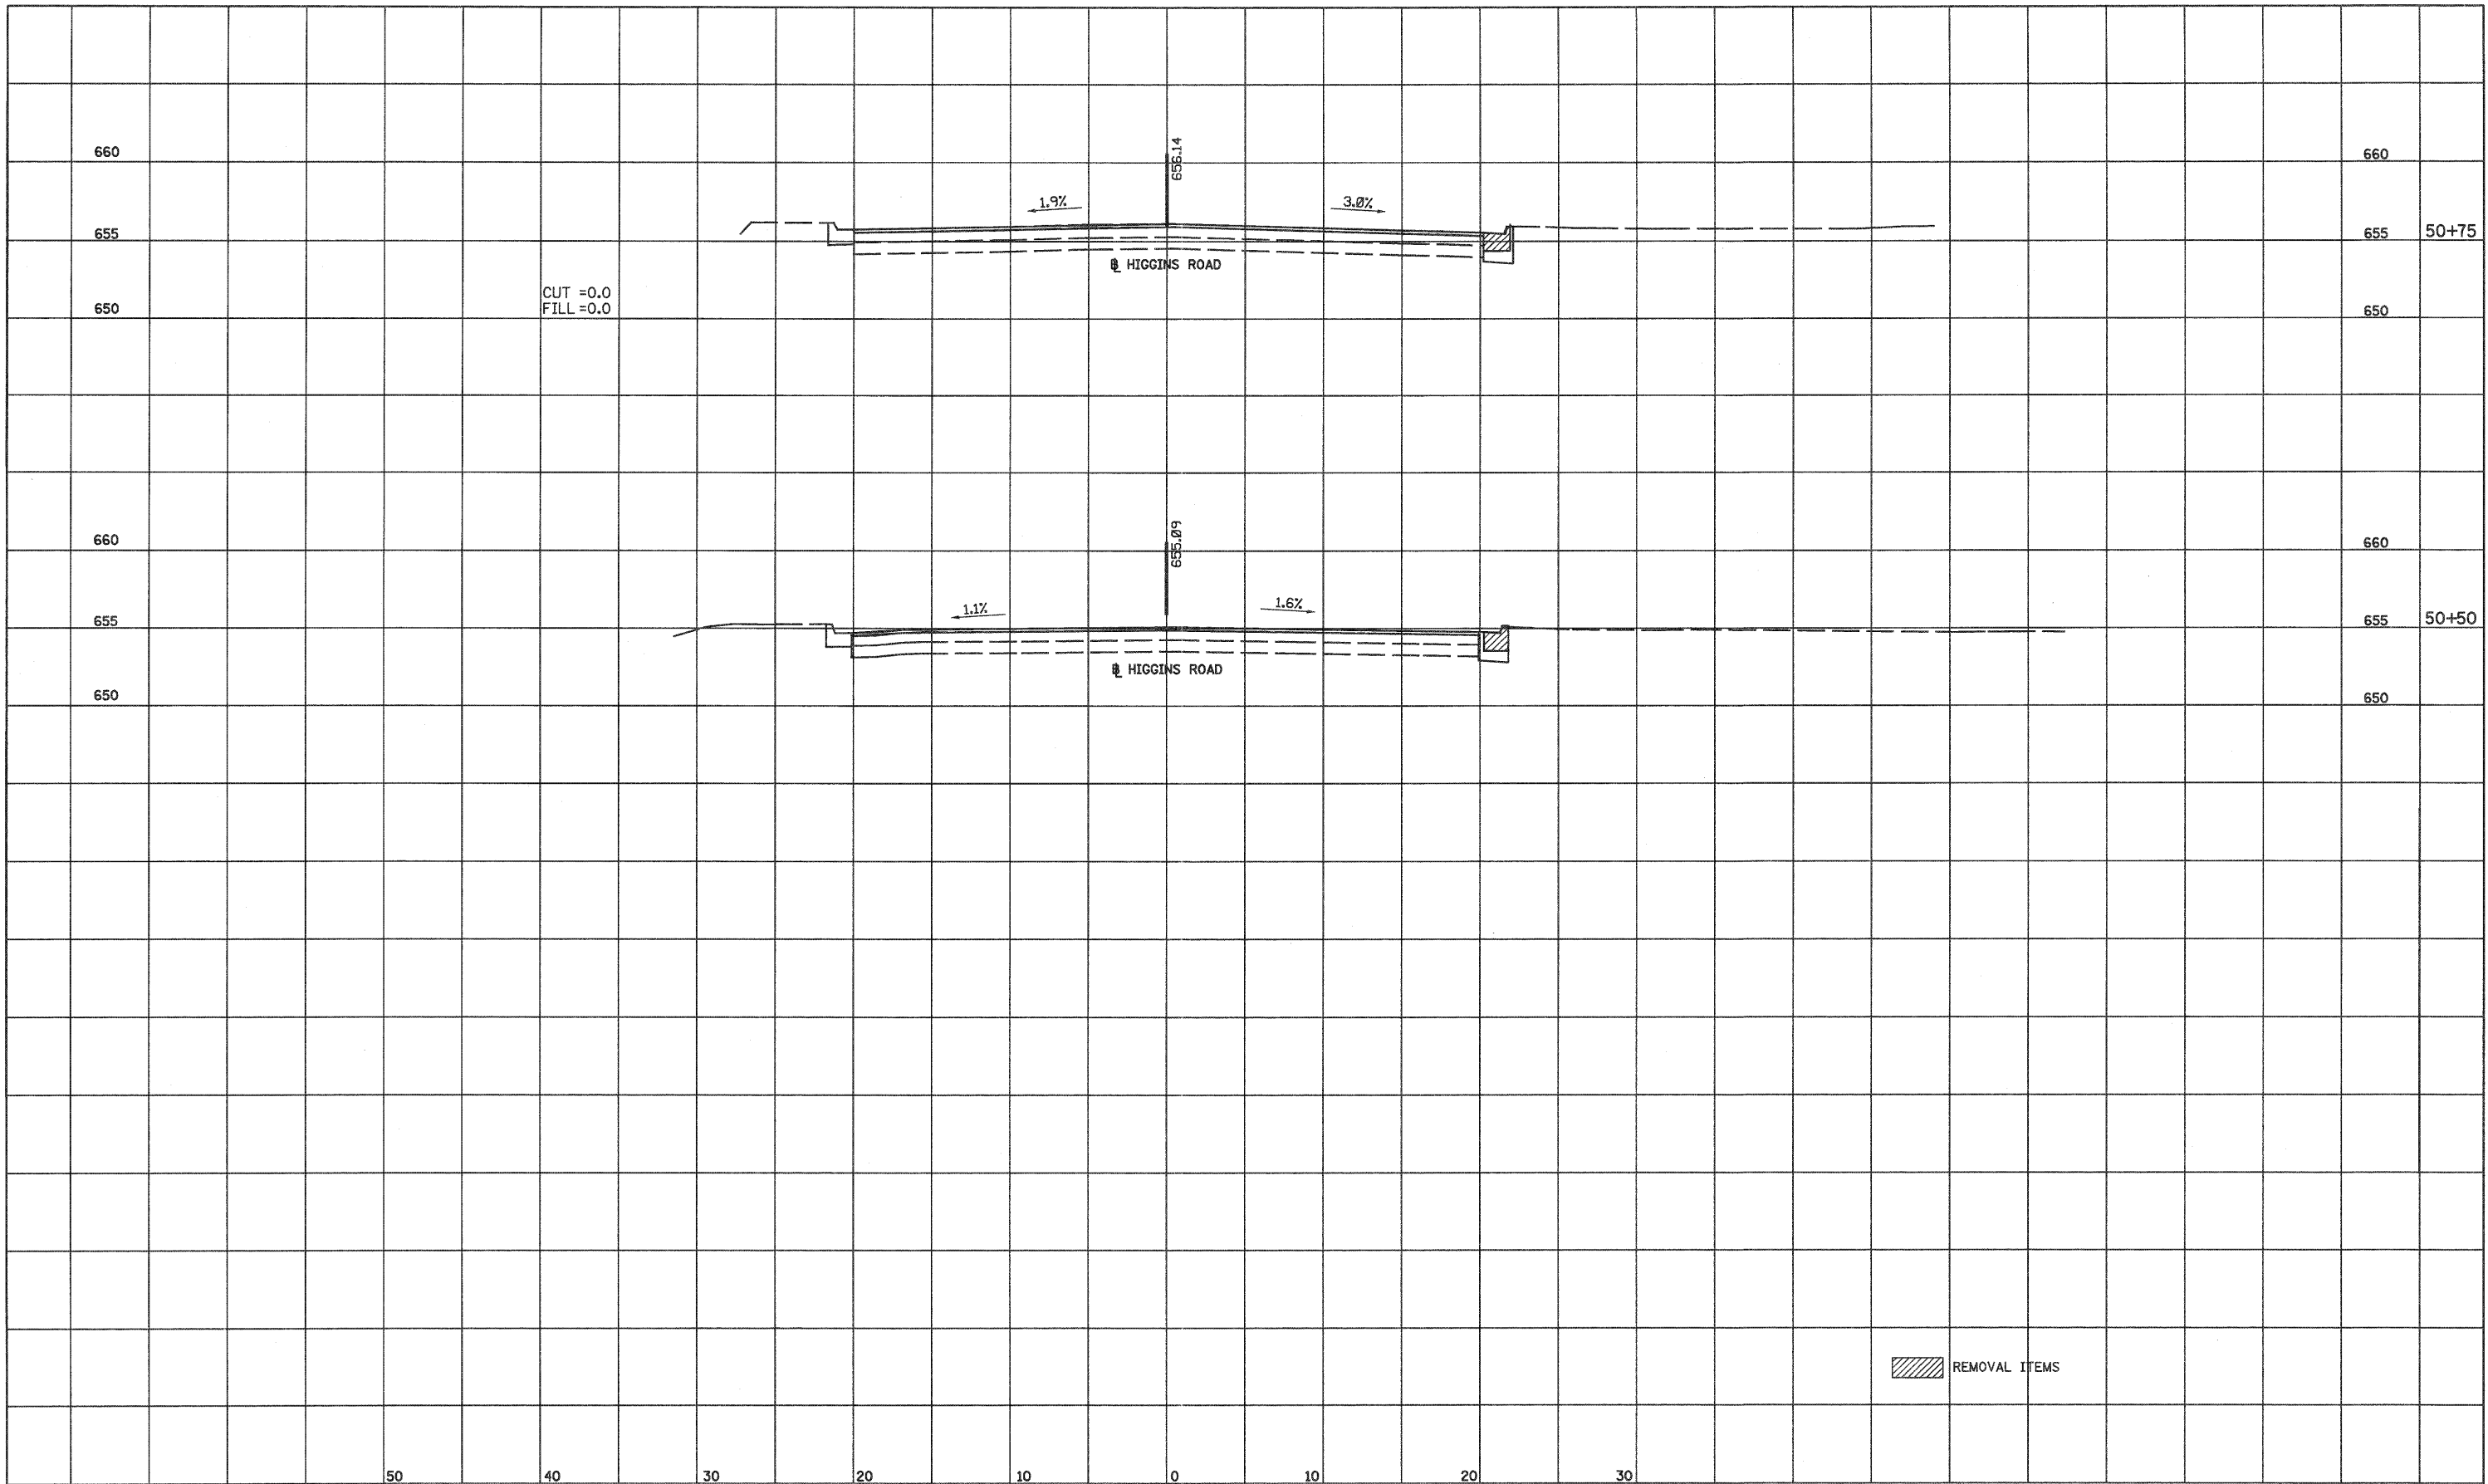 656.14
660 660
1.9% 3.0%
655 655 50+75
℄ HIGGINS ROAD
CUT =0.0
FILL =0.0
650 650
655.09
660 660
1.1% 1.6%
655 655 50+50
℄ HIGGINS ROAD
650 650
REMOVAL ITEMS
50 40 30 20 10 0 10 20 30